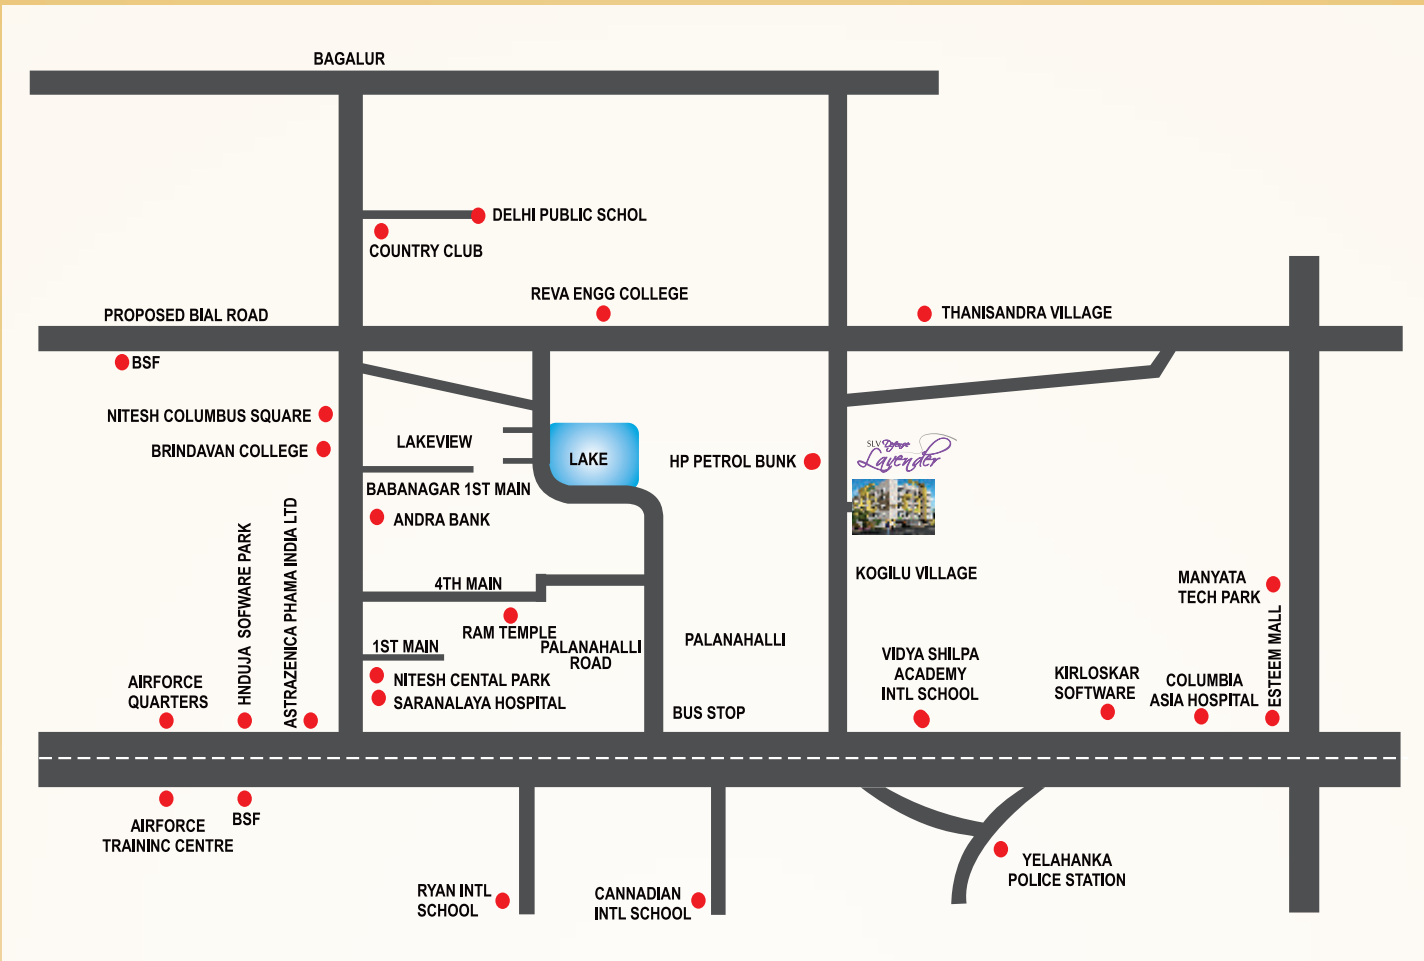 BAGALUR
DELHI PUBLIC SCHOL
COUNTRY CLUB
REVA ENGG COLLEGE
PROPOSED BIAL ROAD
THANISANDRA VILLAGE
BSF
NITESH COLUMBUS SQUARE
BRINDAVAN COLLEGE
LAKEVIEW
LAKE
HP PETROL BUNK
SLV Defense
Lavender
BABANAGAR 1ST MAIN
ANDRA BANK
HNDUJA SOFWARE PARK
ASTRAZENICA PHAMA INDIA LTD
4TH MAIN
KOGILU VILLAGE
MANYATA
TECH PARK
RAM TEMPLE
1ST MAIN
PALANAHALLI
ROAD
PALANAHALLI
NITESH CENTAL PARK
SARANALAYA HOSPITAL
VIDYA SHILPA
ACADEMY
INTL SCHOOL
KIRLOSKAR
SOFTWARE
COLUMBIA
ASIA HOSPITAL
ESTEEM MALL
AIRFORCE
QUARTERS
BUS STOP
AIRFORCE
TRAININC CENTRE
BSF
RYAN INTL
SCHOOL
CANNADIAN
INTL SCHOOL
YELAHANKA
POLICE STATION